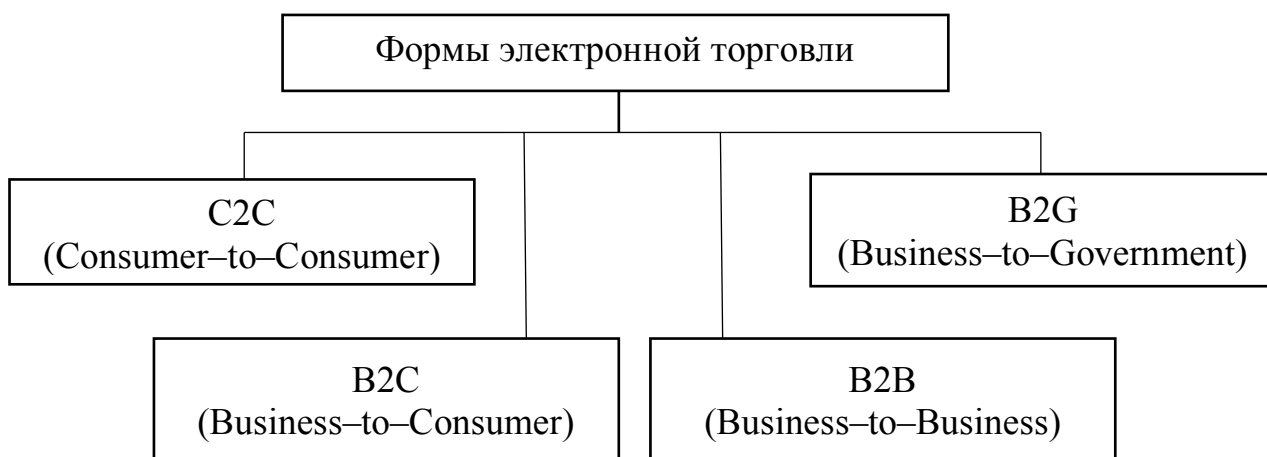 Формы электронной торговли
C2C
(Consumer–to–Consumer)
B2G
(Business–to–Government)
B2C
(Business–to–Consumer)
B2B
(Business–to–Business)